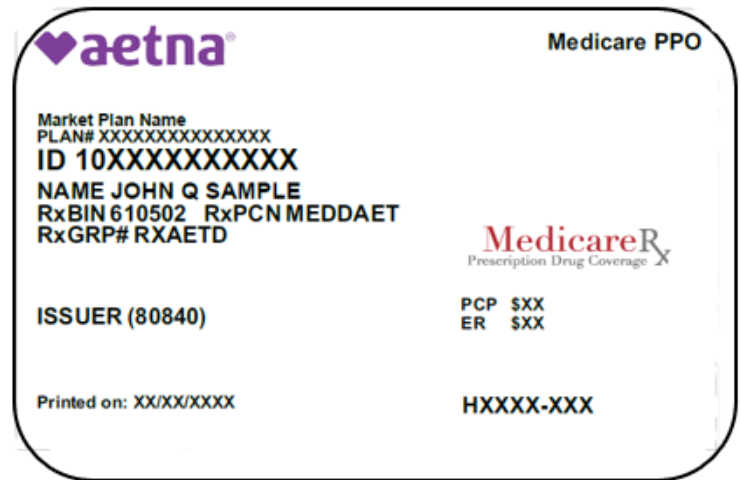 aetna®
Medicare PPO
Market Plan Name
PLAN# XXXXXXXXXXXXXXX
ID 10XXXXXXXXXX
NAME JOHN Q SAMPLE
RxBIN 610502 RxPCN MEDDAET
RxGRP# RXAETD
MedicareRx
Prescription Drug Coverage
ISSUER (80840)
PCP $XX
ER $XX
Printed on: XX/XX/XXXX
HXXXX-XXX